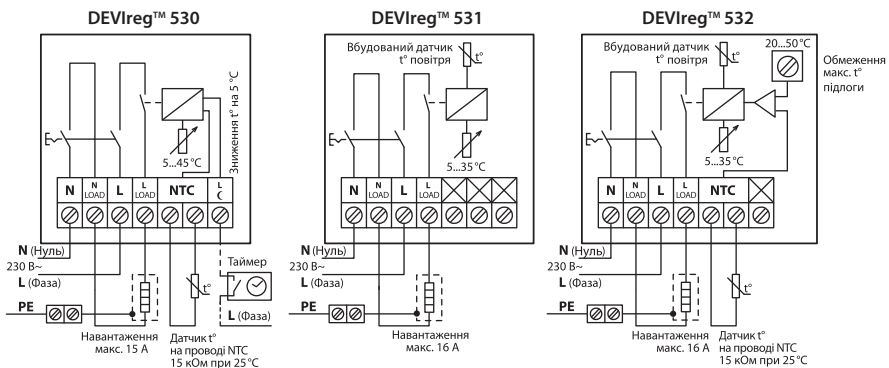 DEVIreg™ 530
Зниження t° на 5 °C
5...45 °C
N
N
LOAD
L
L
LOAD
NTC
L
☾
N (Нуль)
230 В~
L (Фаза)
PE
Таймер
t°
L (Фаза)
Навантаження
макс. 15 А
Датчик t°
на проводі NTC
15 кОм при 25 °C
DEVIreg™ 531
Вбудований датчик
t° повітря
t°
5...35 °C
N
N
LOAD
L
L
LOAD
N (Нуль)
230 В~
L (Фаза)
PE
Навантаження
макс. 16 А
DEVIreg™ 532
Вбудований датчик
t° повітря
t°
20...50 °C
Обмеження
макс. t°
підлоги
5...35 °C
N
N
LOAD
L
L
LOAD
NTC
N (Нуль)
230 В~
L (Фаза)
PE
t°
Навантаження
макс. 16 А
Датчик t°
на проводі NTC
15 кОм при 25 °C